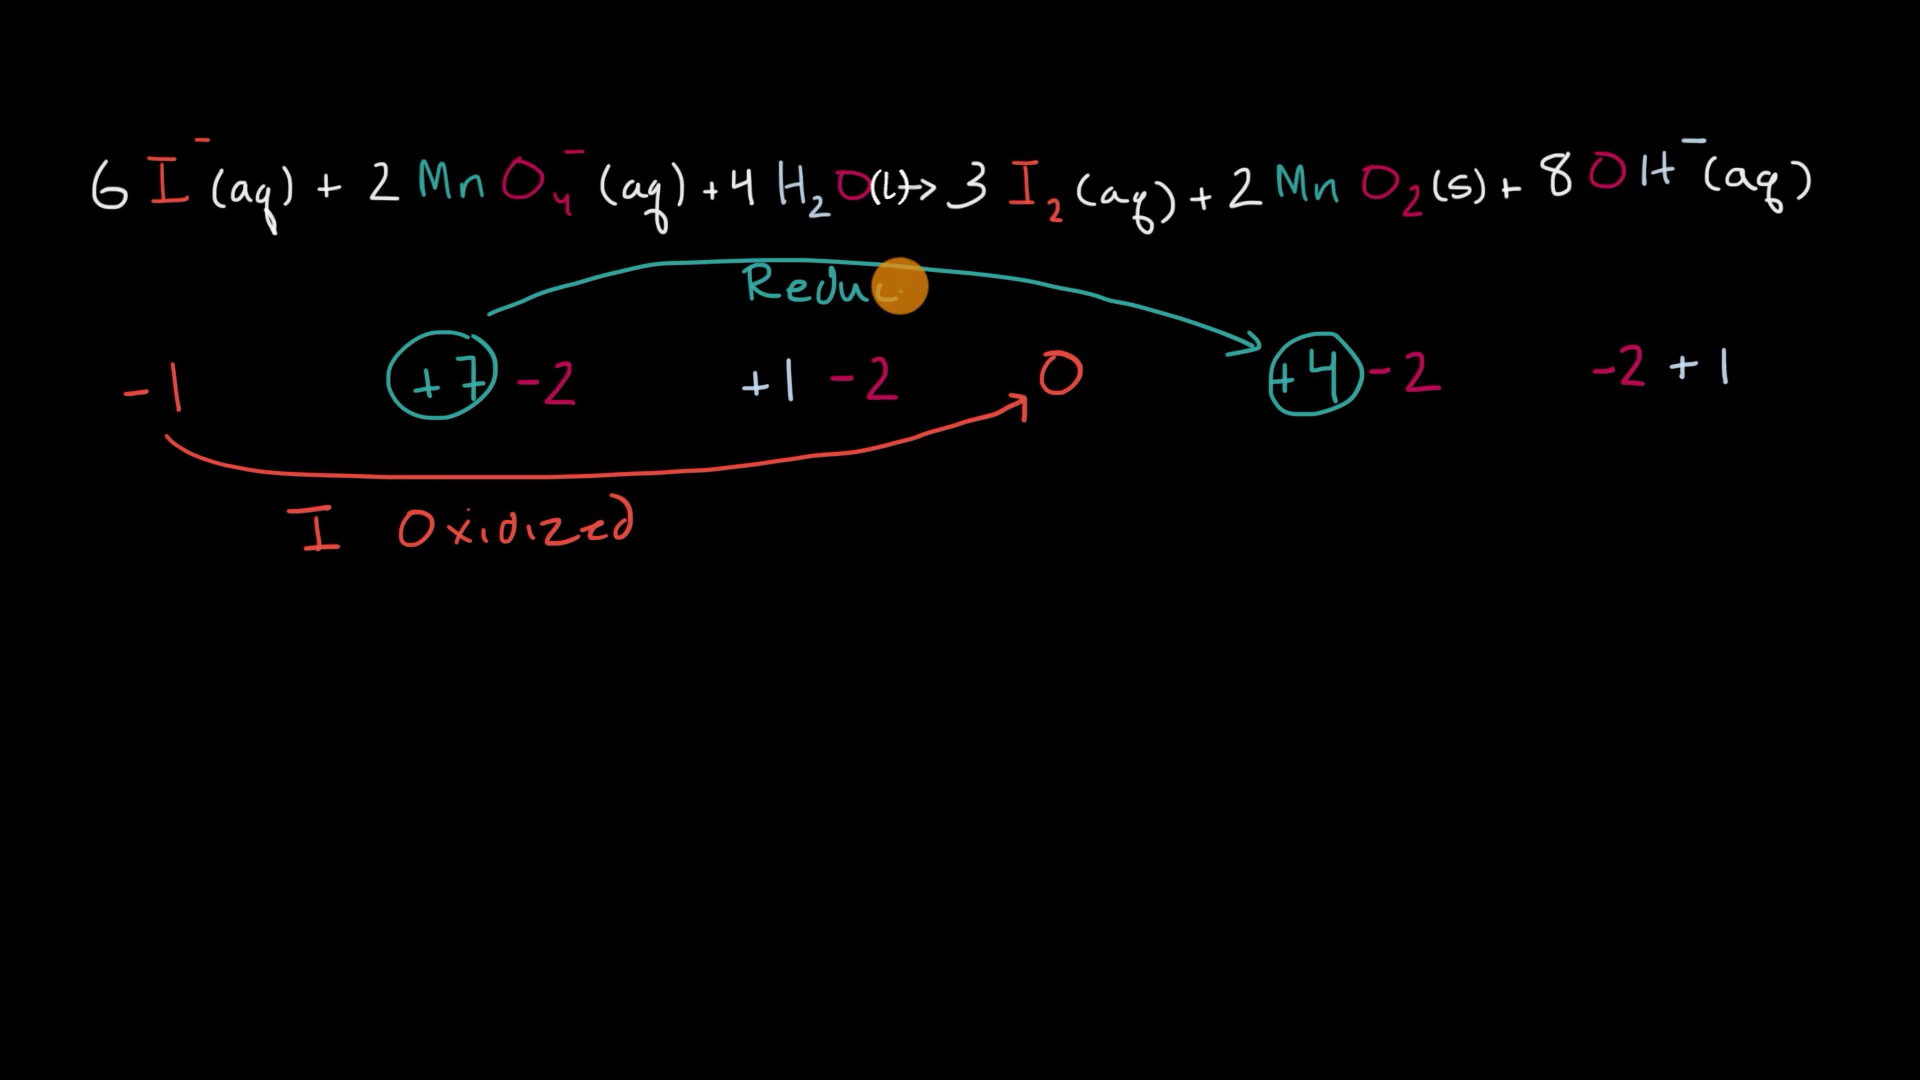 6 I⁻ (aq) + 2 MnO₄⁻ (aq) + 4 H₂O(l) → 3 I₂ (aq) + 2 MnO₂ (s) + 8 OH⁻ (aq)
Reduc
-1 +7 -2 +1 -2 0 +4 -2 -2 +1
I Oxidized